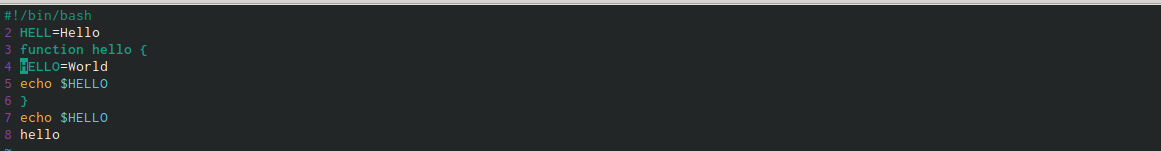 #!/bin/bash
2 HELL=Hello
3 function hello {
4 HELLO=World
5 echo $HELLO
6 }
7 echo $HELLO
8 hello
~